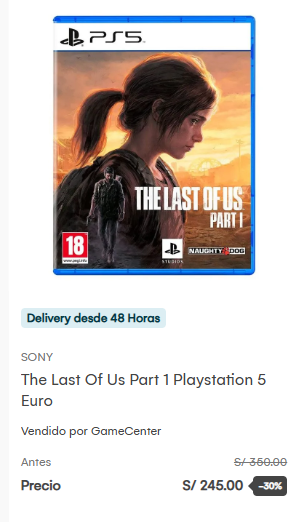 PS5
THE LAST OF US
PART I
18
PlayStation
STUDIOS
NAUGHTY DOG
Delivery desde 48 Horas
SONY
The Last Of Us Part 1 Playstation 5
Euro
Vendido por GameCenter
Antes S/ 350.00
Precio S/ 245.00 -30%